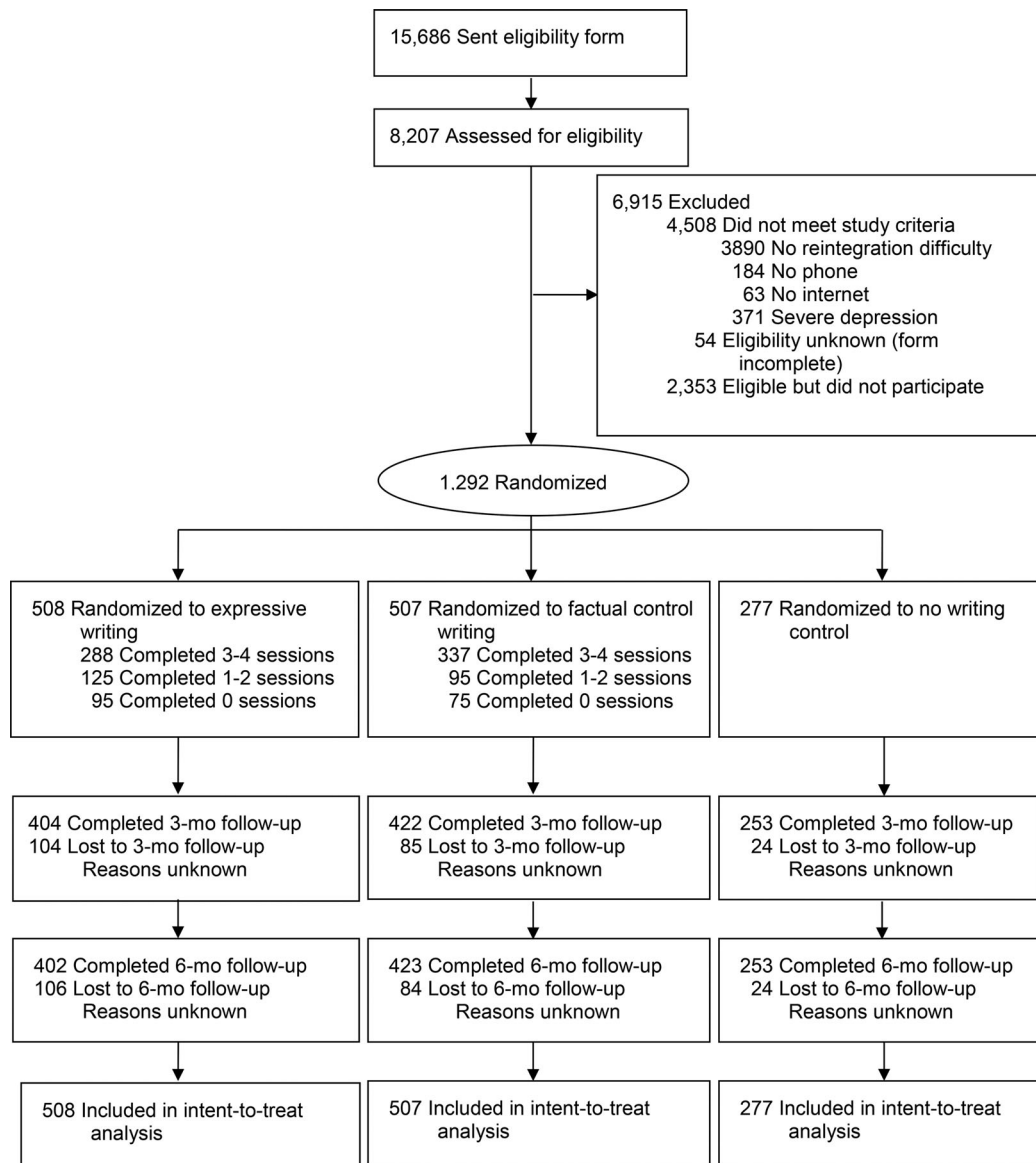 15,686 Sent eligibility form
8,207 Assessed for eligibility
6,915 Excluded
4,508 Did not meet study criteria
3890 No reintegration difficulty
184 No phone
63 No internet
371 Severe depression
54 Eligibility unknown (form
incomplete)
2,353 Eligible but did not participate
1,292 Randomized
508 Randomized to expressive
writing
288 Completed 3-4 sessions
125 Completed 1-2 sessions
95 Completed 0 sessions
507 Randomized to factual control
writing
337 Completed 3-4 sessions
95 Completed 1-2 sessions
75 Completed 0 sessions
277 Randomized to no writing
control
404 Completed 3-mo follow-up
104 Lost to 3-mo follow-up
Reasons unknown
422 Completed 3-mo follow-up
85 Lost to 3-mo follow-up
Reasons unknown
253 Completed 3-mo follow-up
24 Lost to 3-mo follow-up
Reasons unknown
402 Completed 6-mo follow-up
106 Lost to 6-mo follow-up
Reasons unknown
423 Completed 6-mo follow-up
84 Lost to 6-mo follow-up
Reasons unknown
253 Completed 6-mo follow-up
24 Lost to 6-mo follow-up
Reasons unknown
508 Included in intent-to-treat
analysis
507 Included in intent-to-treat
analysis
277 Included in intent-to-treat
analysis